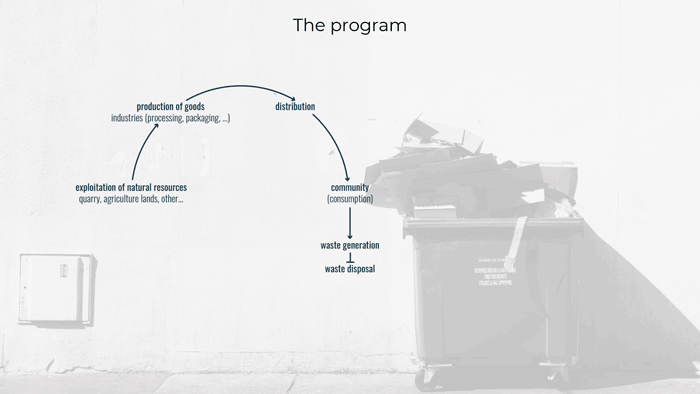 The program
production of goods
industries (processing, packaging, ...)
distribution
exploitation of natural resources
quarry, agriculture lands, other...
community
(consumption)
waste generation
waste disposal